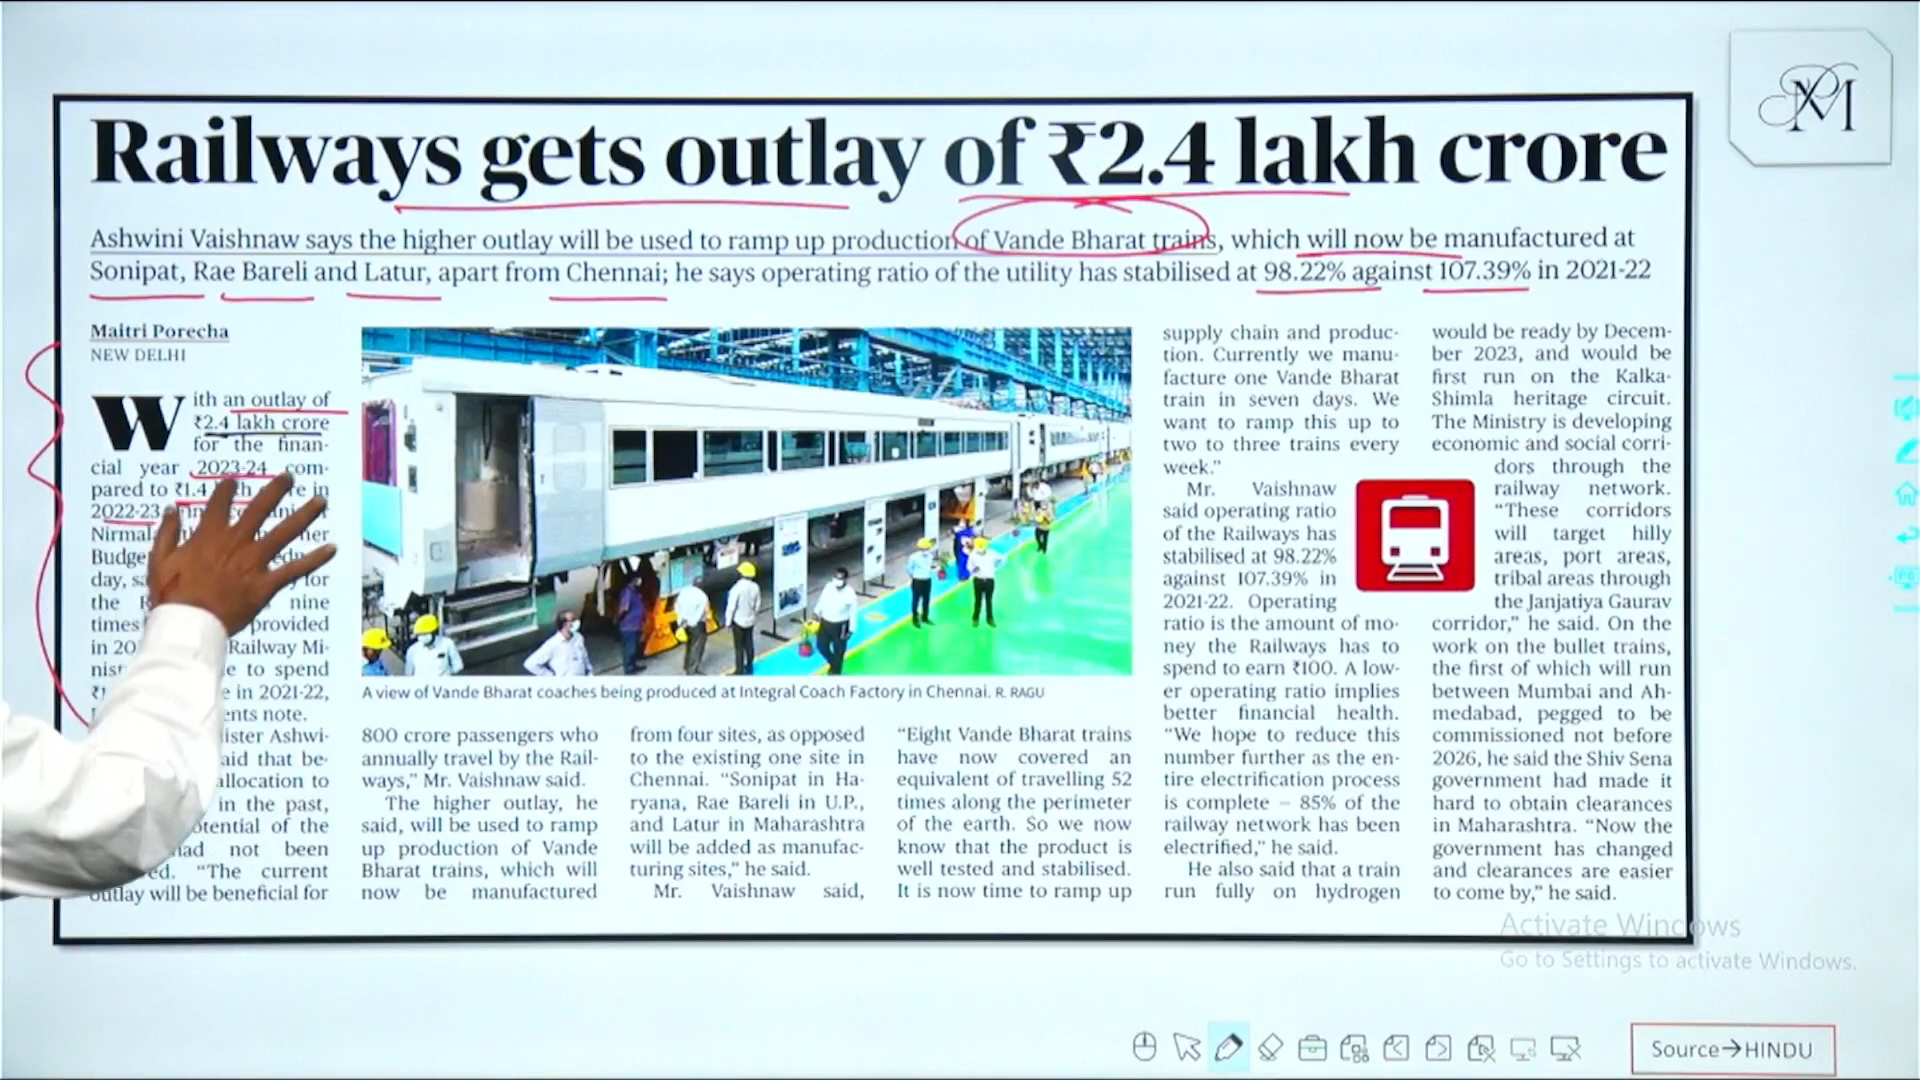 Railways gets outlay of ₹2.4 lakh crore
Ashwini Vaishnaw says the higher outlay will be used to ramp up production of Vande Bharat trains, which will now be manufactured at
Sonipat, Rae Bareli and Latur, apart from Chennai; he says operating ratio of the utility has stabilised at 98.22% against 107.39% in 2021-22
Maitri Porecha
NEW DELHI
With an outlay of
₹2.4 lakh crore
for the finan-
cial year 2023-24 com-
pared to ₹1.4 in
2022-23
Budge
day, for
the nine
times provided
in 20 Railway Mi-
to spend
in 2021-22,
note.
Ashwi-
that be-
allocation to
in the past,
potential of the
had not been
"The current
outlay will be beneficial for
A view of Vande Bharat coaches being produced at Integral Coach Factory in Chennai. R. RAGU
800 crore passengers who
annually travel by the Rail-
ways," Mr. Vaishnaw said.
The higher outlay, he
said, will be used to ramp
up production of Vande
Bharat trains, which will
now be manufactured
from four sites, as opposed
to the existing one site in
Chennai. "Sonipat in Ha-
ryana, Rae Bareli in U.P.,
and Latur in Maharashtra
will be added as manufac-
turing sites," he said.
Mr. Vaishnaw said,
"Eight Vande Bharat trains
have now covered an
equivalent of travelling 52
times along the perimeter
of the earth. So we now
know that the product is
well tested and stabilised.
It is now time to ramp up
supply chain and produc-
tion. Currently we manu-
facture one Vande Bharat
train in seven days. We
want to ramp this up to
two to three trains every
week."
Mr. Vaishnaw
said operating ratio
of the Railways has
stabilised at 98.22%
against 107.39% in
2021-22. Operating
ratio is the amount of mo-
ney the Railways has to
spend to earn ₹100. A low-
er operating ratio implies
better financial health.
"We hope to reduce this
number further as the en-
tire electrification process
is complete – 85% of the
railway network has been
electrified," he said.
He also said that a train
run fully on hydrogen
would be ready by Decem-
ber 2023, and would be
first run on the Kalka-
Shimla heritage circuit.
The Ministry is developing
economic and social corri-
dors through the
railway network.
"These corridors
will target hilly
areas, port areas,
tribal areas through
the Janjatiya Gaurav
corridor," he said. On the
work on the bullet trains,
the first of which will run
between Mumbai and Ah-
medabad, pegged to be
commissioned not before
2026, he said the Shiv Sena
government had made it
hard to obtain clearances
in Maharashtra. "Now the
government has changed
and clearances are easier
to come by," he said.
Activate Windows
Go to Settings to activate Windows.
Source→HINDU